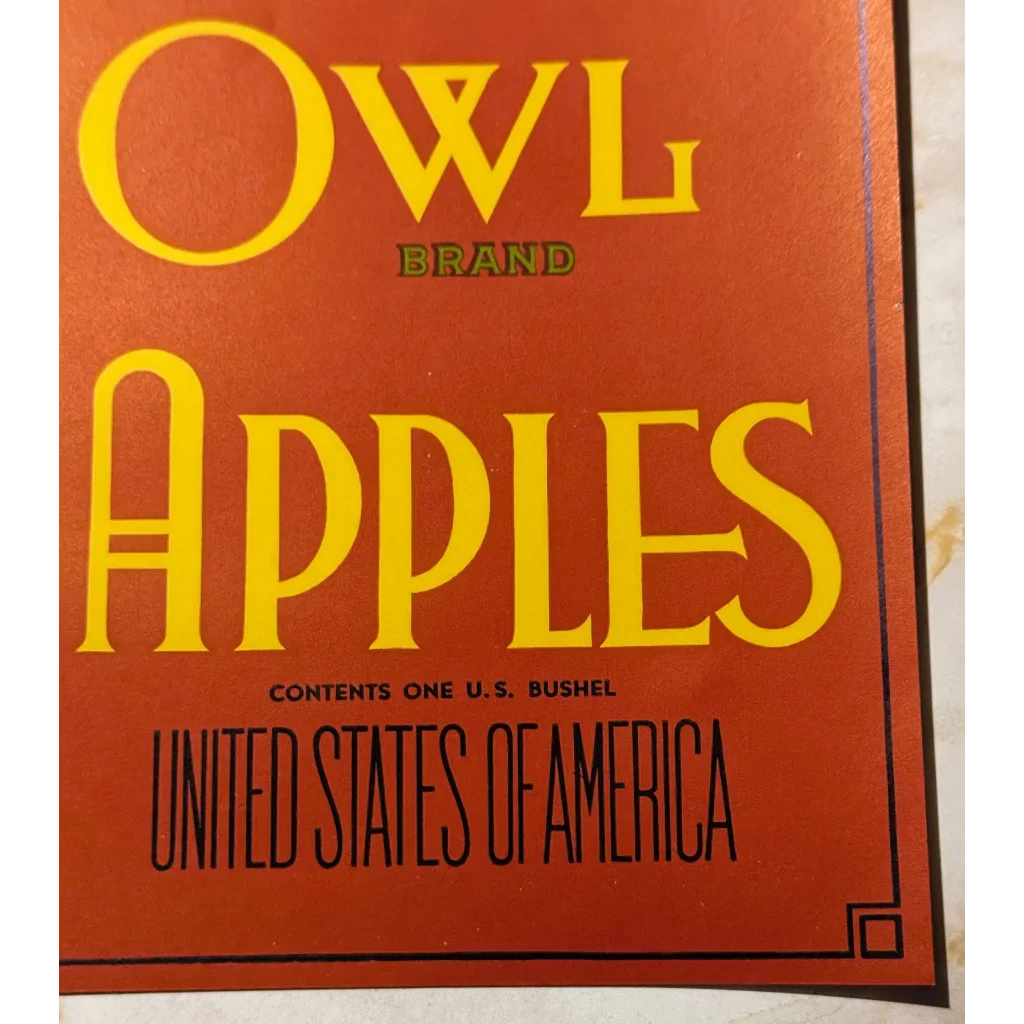 OWL
BRAND
APPLES
CONTENTS ONE U.S. BUSHEL
UNITED STATES OF AMERICA